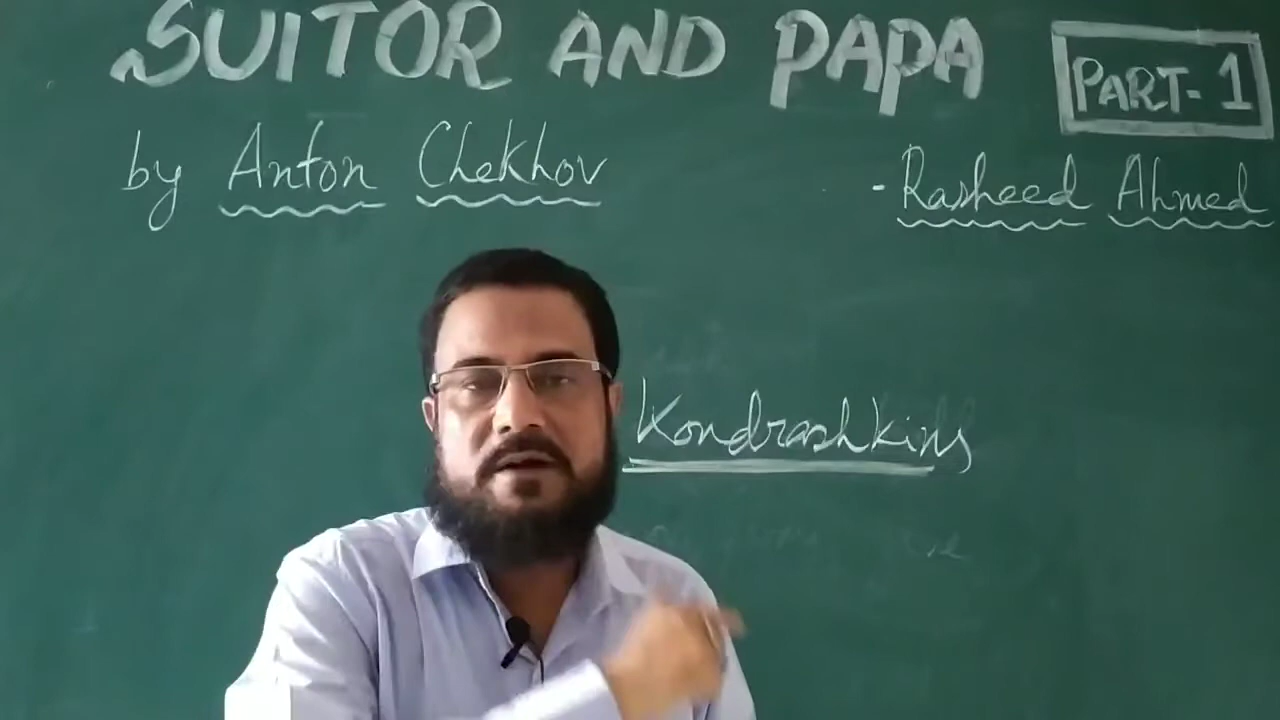 SUITOR AND PAPA
PART-1
by Anton Chekhov
-Rasheed Ahmed
Kondrashkins